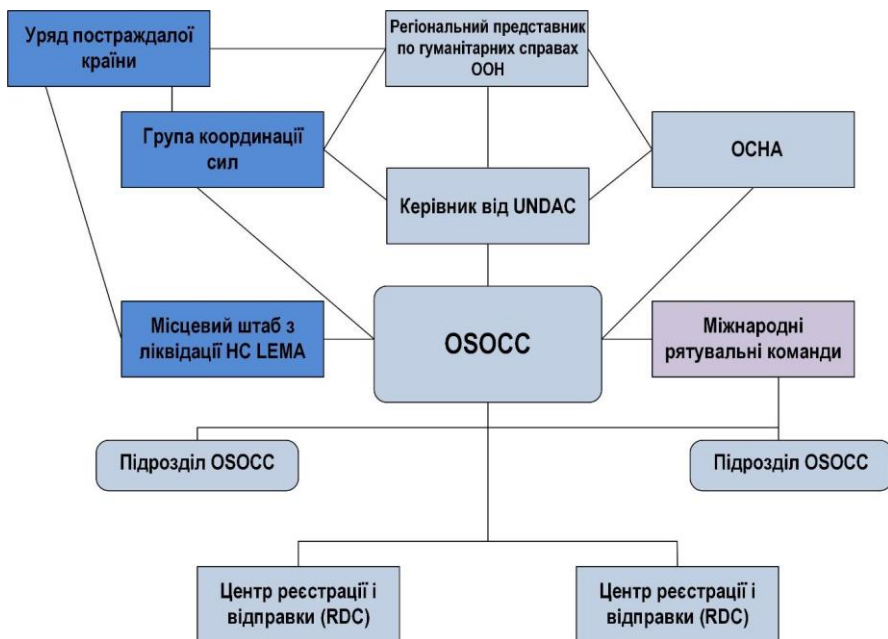 Уряд постраждалої
країни
Регіональний представник
по гуманітарних справах
ООН
Група координації
сил
ОСНА
Керівник від UNDAC
Місцевий штаб з
ліквідації НС LEMA
OSOCC
Міжнародні
рятувальні команди
Підрозділ OSOCC
Підрозділ OSOCC
Центр реєстрації і
відправки (RDC)
Центр реєстрації і
відправки (RDC)